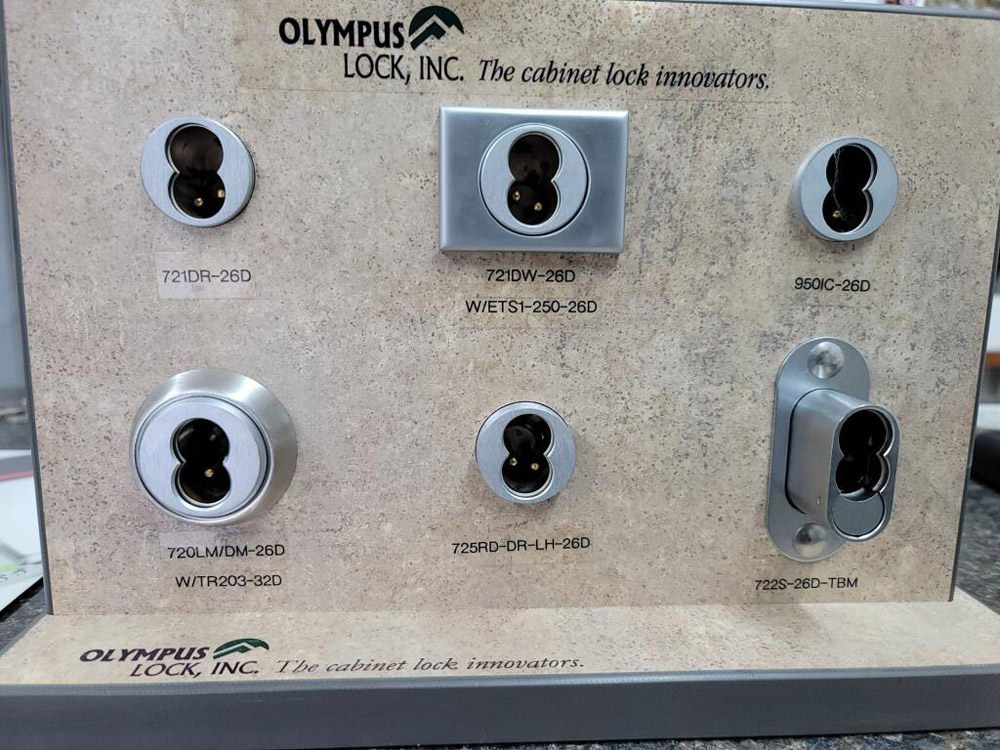 OLYMPUS
LOCK, INC. The cabinet lock innovators.
721DR-26D
721DW-26D
W/ETS1-250-26D
950IC-26D
720LM/DM-26D
W/TR203-32D
725RD-DR-LH-26D
722S-26D-TBM
OLYMPUS
LOCK, INC. The cabinet lock innovators.